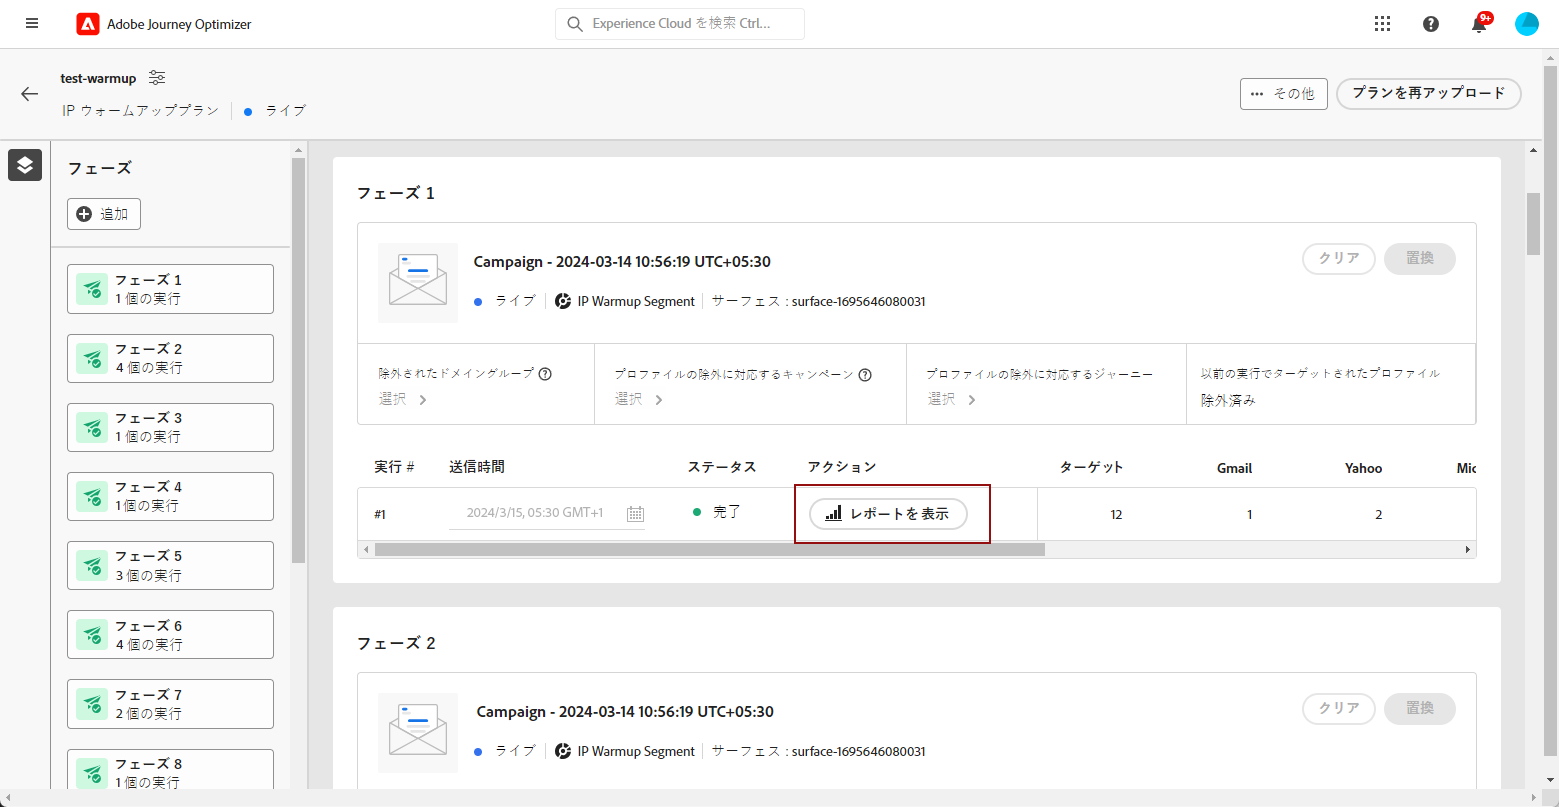 Adobe Journey Optimizer
Experience Cloud を検索 Ctrl...
9+
test-warmup
IP ウォームアッププラン
ライブ
その他
プランを再アップロード
フェーズ
追加
フェーズ 1
1 個の実行
フェーズ 2
4 個の実行
フェーズ 3
1 個の実行
フェーズ 4
1個の実行
フェーズ 5
3 個の実行
フェーズ 6
4 個の実行
フェーズ 7
2 個の実行
フェーズ 8
1 個の実行
フェーズ 1
Campaign - 2024-03-14 10:56:19 UTC+05:30
クリア
置換
ライブ
IP Warmup Segment
サーフェス : surface-1695646080031
除外されたドメイングループ
選択
プロファイルの除外に対応するキャンペーン
選択
プロファイルの除外に対応するジャーニー
選択
以前の実行でターゲットされたプロファイル
除外済み
実行 # 送信時間 ステータス アクション ターゲット Gmail Yahoo Mic
#1 2024/3/15, 05:30 GMT+1 完了 レポートを表示 12 1 2
フェーズ 2
Campaign - 2024-03-14 10:56:19 UTC+05:30
クリア
置換
ライブ
IP Warmup Segment
サーフェス : surface-1695646080031